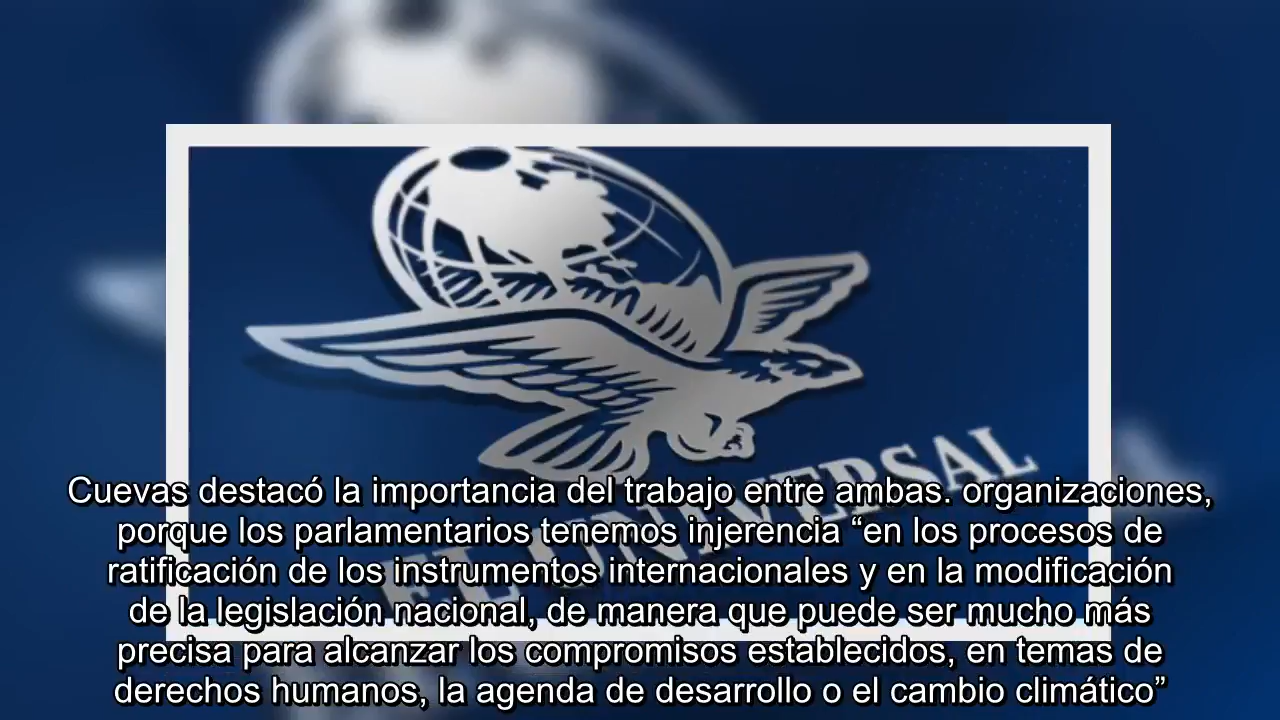 EL UNIVERSAL
Cuevas destacó la importancia del trabajo entre ambas. organizaciones,
porque los parlamentarios tenemos injerencia “en los procesos de
ratificación de los instrumentos internacionales y en la modificación
de la legislación nacional, de manera que puede ser mucho más
precisa para alcanzar los compromisos establecidos, en temas de
derechos humanos, la agenda de desarrollo o el cambio climático”